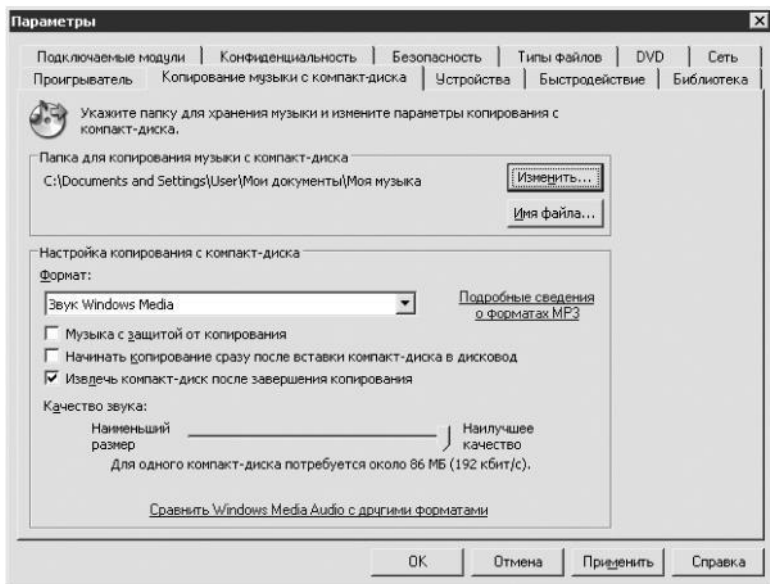 Параметры
Подключаемые модули Конфиденциальность Безопасность Типы файлов DVD Сеть
Проигрыватель Копирование музыки с компакт-диска Устройства Быстродействие Библиотека
Укажите папку для хранения музыки и измените параметры копирования с
компакт-диска.
Папка для копирования музыки с компакт-диска
C:\Documents and Settings\User\Мои документы\Моя музыка
Изменить...
Имя файла...
Настройка копирования с компакт-диска
Формат:
Звук Windows Media
Подробные сведения
о форматах MP3
Музыка с защитой от копирования
Начинать копирование сразу после вставки компакт-диска в дисковод
Извлечь компакт-диск после завершения копирования
Качество звука:
Наименьший
размер
Наилучшее
качество
Для одного компакт-диска потребуется около 86 МБ (192 кбит/с).
Сравнить Windows Media Audio с другими форматами
OK Отмена Применить Справка